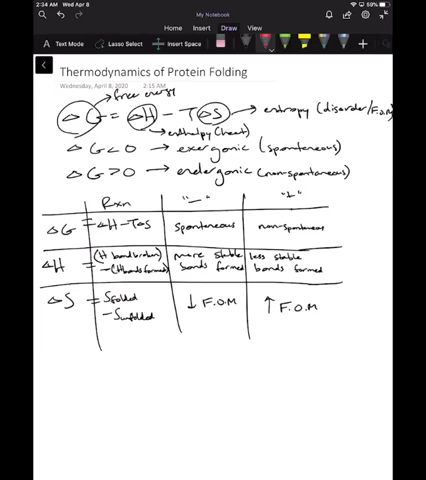 2:34 AM Wed Apr 8
59%
My Notebook
Home Insert Draw View
Text Mode Lasso Select Insert Space
Thermodynamics of Protein Folding
Wednesday, April 8, 2020 2:15 AM
free energy
ΔG = ΔH - TΔS → entropy (disorder/F.O.M)
enthalpy (heat)
ΔG < 0 → exergonic (spontaneous)
ΔG > 0 → endergonic (non-spontaneous)
Rxn "-" "+"
ΔG = ΔH - TΔS spontaneous non-spontaneous
ΔH = (H bond broken) - (H bonds formed) more stable bonds formed less stable bonds formed
ΔS = Sfolded - Sunfolded ↓ F.O.M ↑ F.O.M